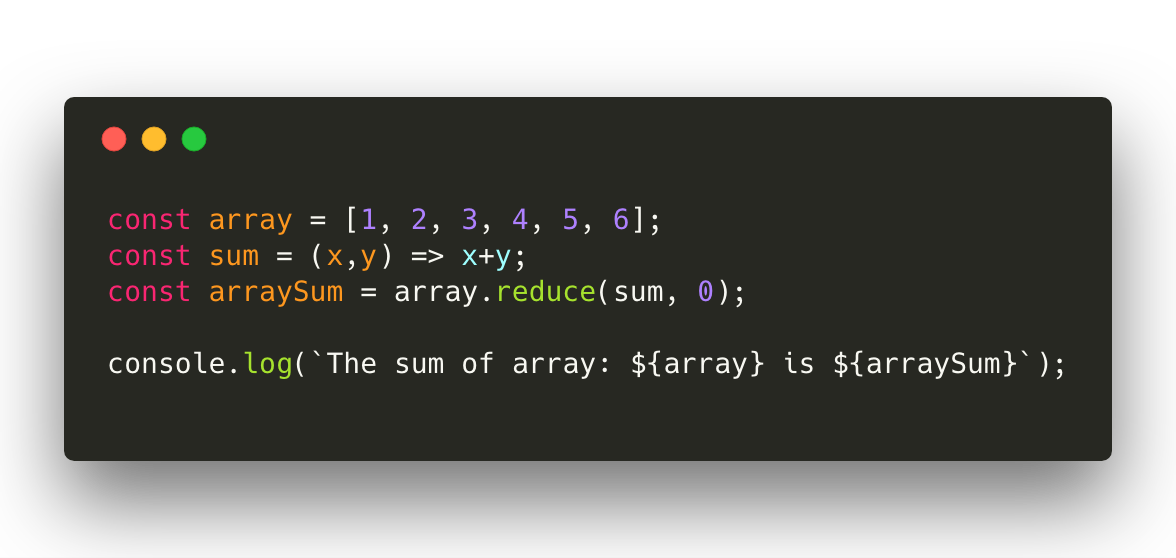 const array = [1, 2, 3, 4, 5, 6];
const sum = (x,y) => x+y;
const arraySum = array.reduce(sum, 0);
console.log(`The sum of array: ${array} is ${arraySum}`);